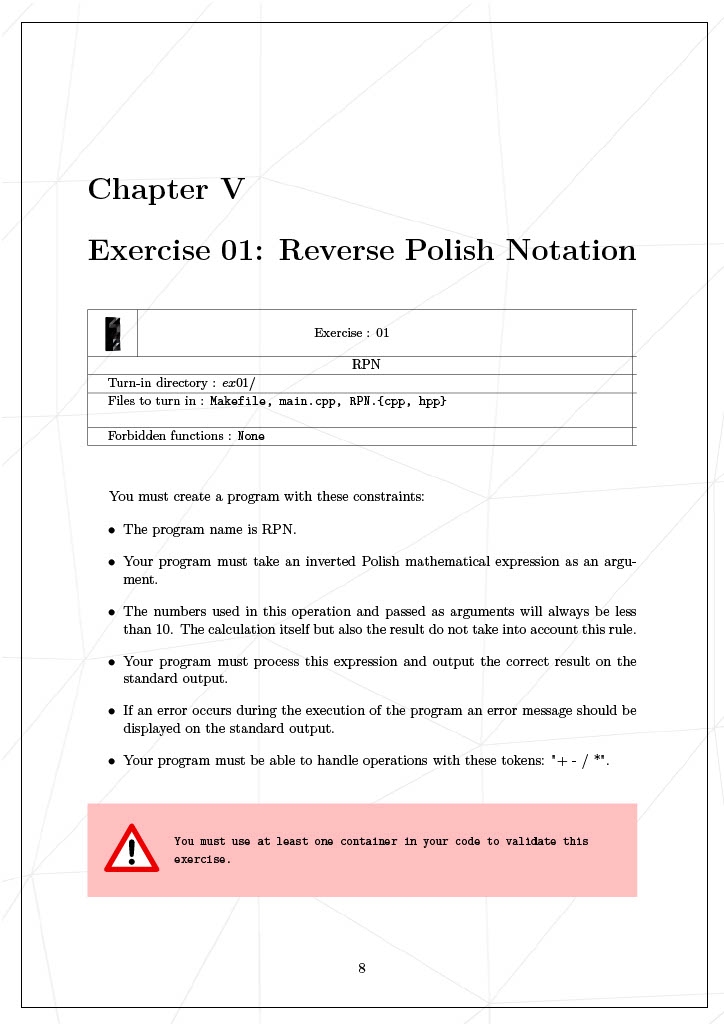 Chapter V
Exercise 01: Reverse Polish Notation
Exercise : 01
RPN
Turn-in directory : ex01/
Files to turn in : Makefile, main.cpp, RPN.{cpp, hpp}
Forbidden functions : None
You must create a program with these constraints:
• The program name is RPN.
• Your program must take an inverted Polish mathematical expression as an argu-
ment.
• The numbers used in this operation and passed as arguments will always be less
than 10. The calculation itself but also the result do not take into account this rule.
• Your program must process this expression and output the correct result on the
standard output.
• If an error occurs during the execution of the program an error message should be
displayed on the standard output.
• Your program must be able to handle operations with these tokens: "+ - / *".
You must use at least one container in your code to validate this
exercise.
8